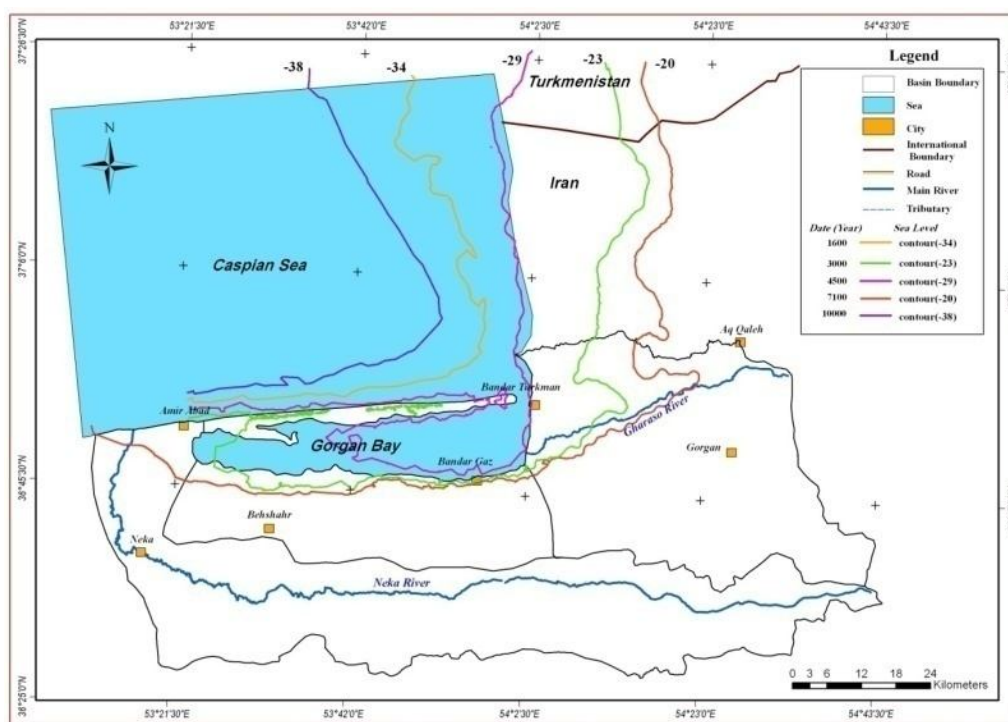 53°21'30"E 53°42'0"E 54°2'30"E 54°23'0"E 54°43'30"E
37°26'30"N
37°6'0"N
36°45'30"N
36°25'0"N
-38 -34 -29 -23 -20
Turkmenistan
Iran
N
Caspian Sea
Aq Qaleh
Bandar Turkman
Amir Abad
Gharaso River
Gorgan Bay
Gorgan
Bandar Gaz
Behshahr
Neka
Neka River
Legend
Basin Boundary
Sea
City
International
Boundary
Road
Main River
Tributary
Date (Year) Sea Level
1600 contour(-34)
3000 contour(-23)
4500 contour(-29)
7100 contour(-20)
10000 contour(-38)
0 3 6 12 18 24
Kilometers
53°21'30"E 53°42'0"E 54°2'30"E 54°23'0"E 54°43'30"E